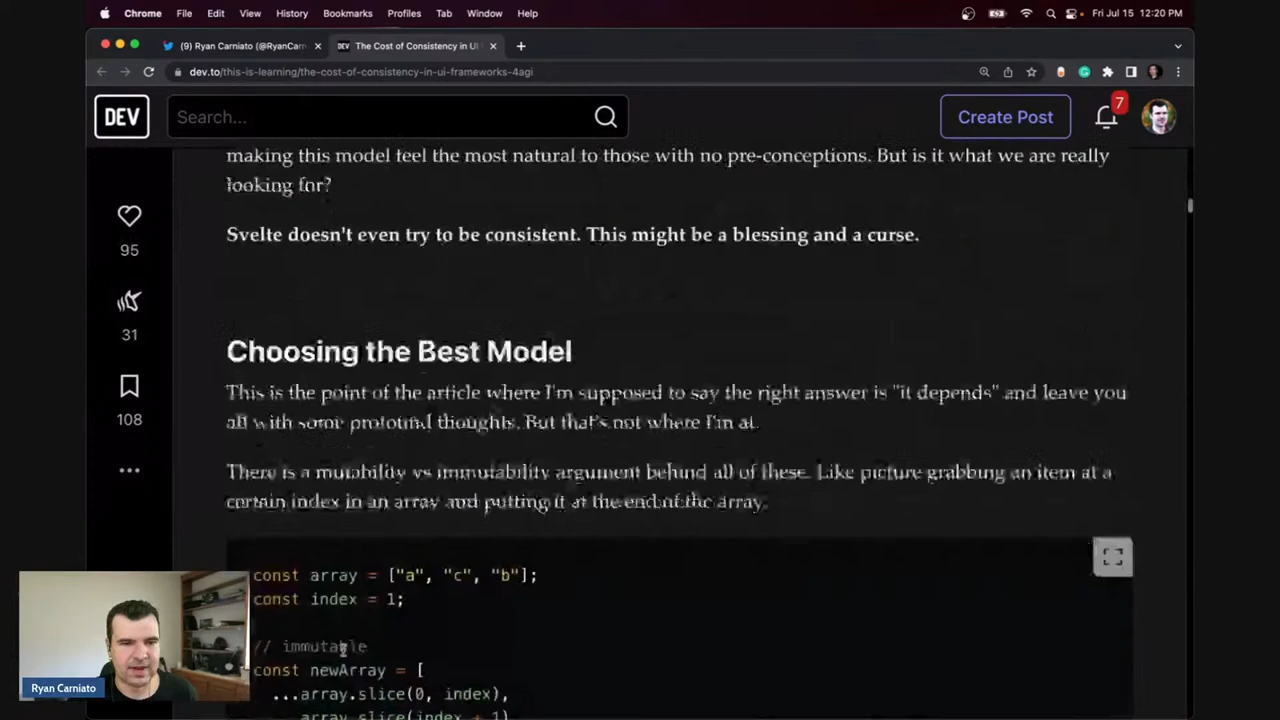 Chrome File Edit View History Bookmarks Profiles Tab Window Help Fri Jul 15 12:20 PM
(9) Ryan Carniato (@RyanCarn
The Cost of Consistency in UI
dev.to/this-is-learning/the-cost-of-consistency-in-ui-frameworks-4agi
DEV
Search...
Create Post
7
making this model feel the most natural to those with no pre-conceptions. But is it what we are really
looking for?
Svelte doesn't even try to be consistent. This might be a blessing and a curse.
95
31
108
Choosing the Best Model
This is the point of the article where I'm supposed to say the right answer is "it depends" and leave you
all with some profound thoughts. But that's not where I'm at.
There is a mutability vs immutability argument behind all of these. Like picture grabbing an item at a
certain index in an array and putting it at the end of the array.
const array = ["a", "c", "b"];
const index = 1;
// immutable
const newArray = [
...array.slice(0, index),
array.slice(index + 1)
Ryan Carniato